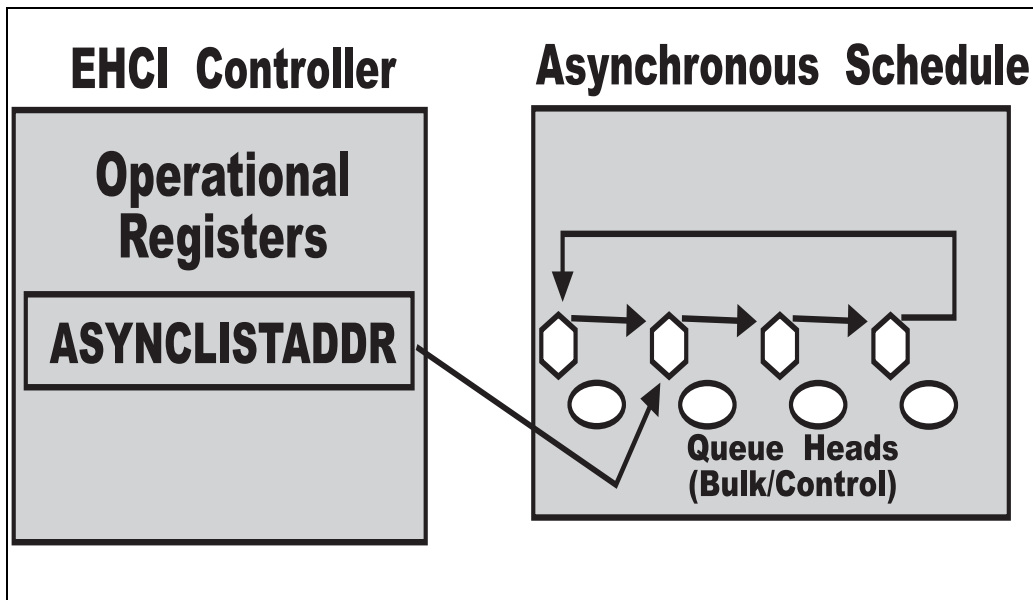 EHCI Controller
Asynchronous Schedule
Operational
Registers
ASYNCLISTADDR
Queue Heads
(Bulk/Control)